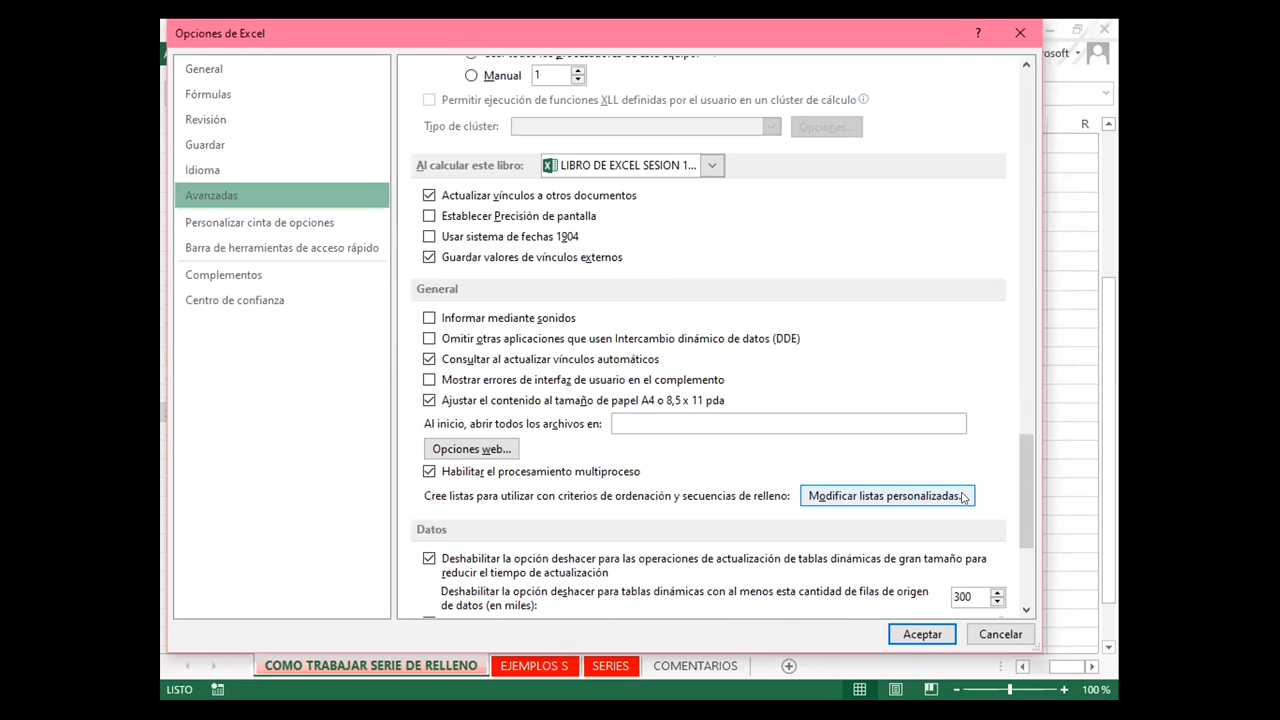 Opciones de Excel
?
rosoft
General
Fórmulas
Revisión
Guardar
Idioma
Avanzadas
Personalizar cinta de opciones
Barra de herramientas de acceso rápido
Complementos
Centro de confianza
Manual 1
Permitir ejecución de funciones XLL definidas por el usuario en un clúster de cálculo
Tipo de clúster: Opciones...
R
Al calcular este libro: LIBRO DE EXCEL SESION 1...
Actualizar vínculos a otros documentos
Establecer Precisión de pantalla
Usar sistema de fechas 1904
Guardar valores de vínculos externos
General
Informar mediante sonidos
Omitir otras aplicaciones que usen Intercambio dinámico de datos (DDE)
Consultar al actualizar vínculos automáticos
Mostrar errores de interfaz de usuario en el complemento
Ajustar el contenido al tamaño de papel A4 o 8,5 x 11 pda
Al inicio, abrir todos los archivos en:
Opciones web...
Habilitar el procesamiento multiproceso
Cree listas para utilizar con criterios de ordenación y secuencias de relleno: Modificar listas personalizadas...
Datos
Deshabilitar la opción deshacer para las operaciones de actualización de tablas dinámicas de gran tamaño para
reducir el tiempo de actualización
Deshabilitar la opción deshacer para tablas dinámicas con al menos esta cantidad de filas de origen 300
de datos (en miles):
Aceptar Cancelar
COMO TRABAJAR SERIE DE RELLENO EJEMPLOS S SERIES COMENTARIOS
LISTO 100 %